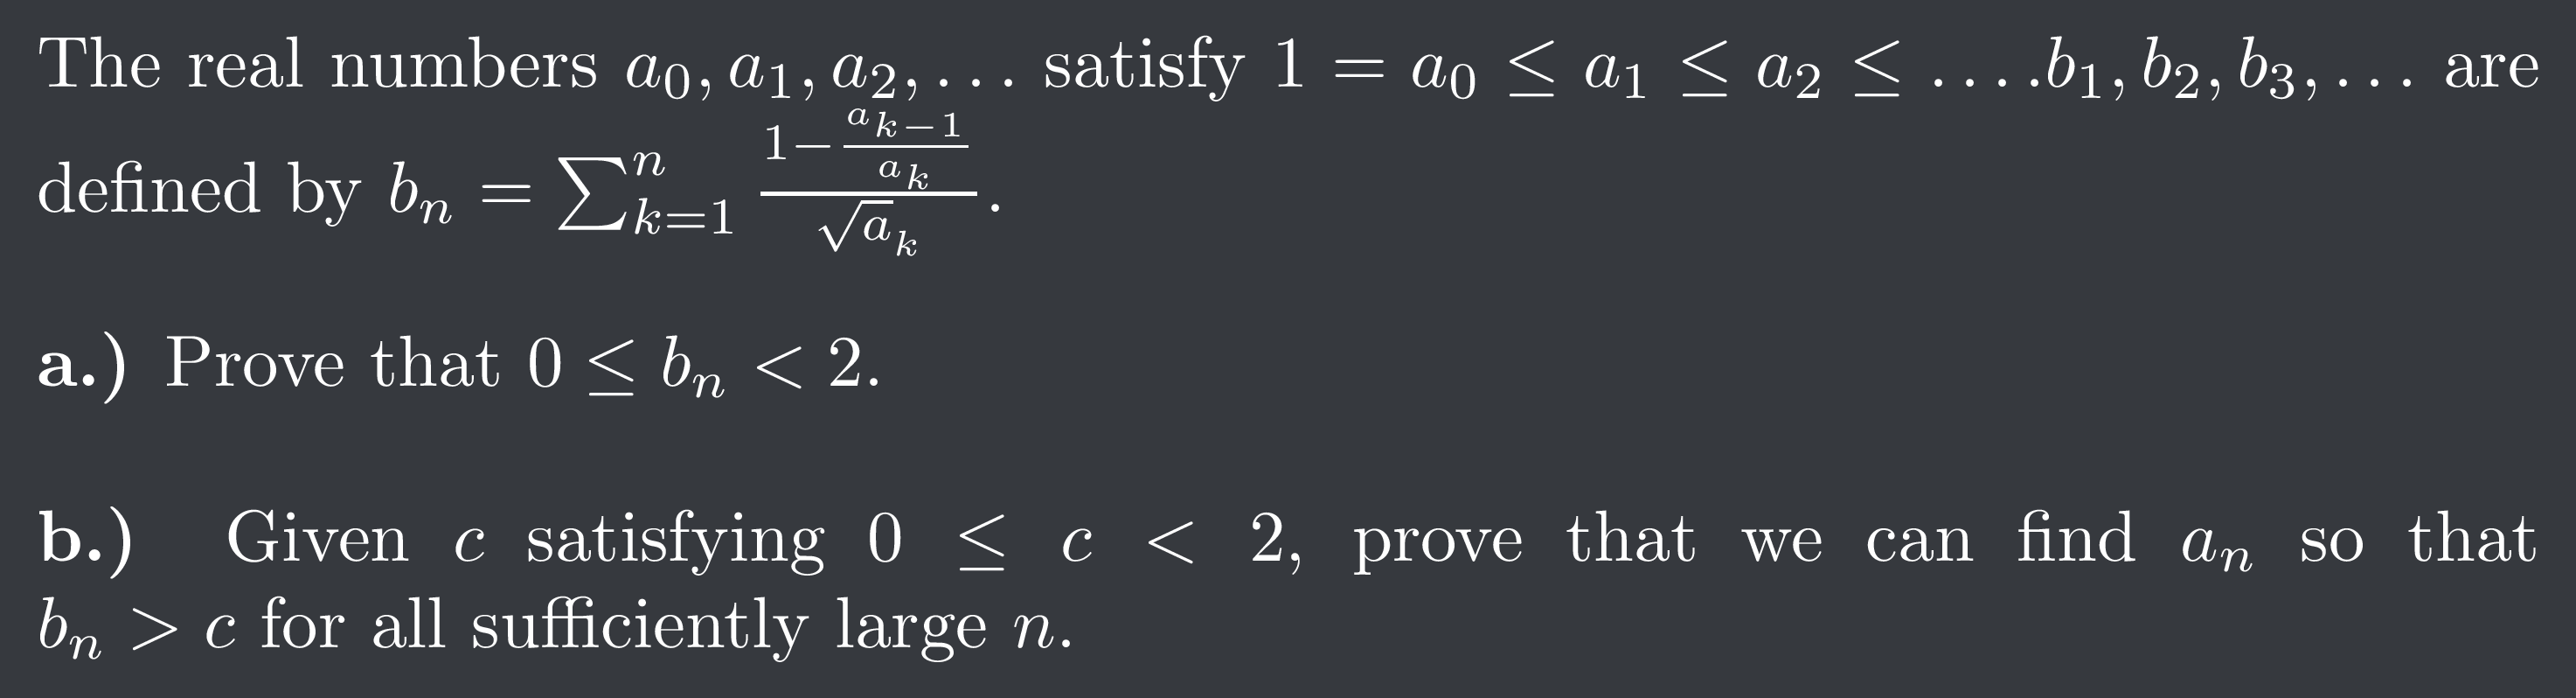 The real numbers $a_0, a_1, a_2, \ldots$ satisfy $1 = a_0 \leq a_1 \leq a_2 \leq \ldots . b_1, b_2, b_3, \ldots$ are
defined by $b_n = \sum_{k=1}^{n} \frac{1 - \frac{a_{k-1}}{a_k}}{\sqrt{a}_k}$.
a.) Prove that $0 \leq b_n < 2$.
b.) Given $c$ satisfying $0 \leq c < 2$, prove that we can find $a_n$ so that
$b_n > c$ for all sufficiently large $n$.